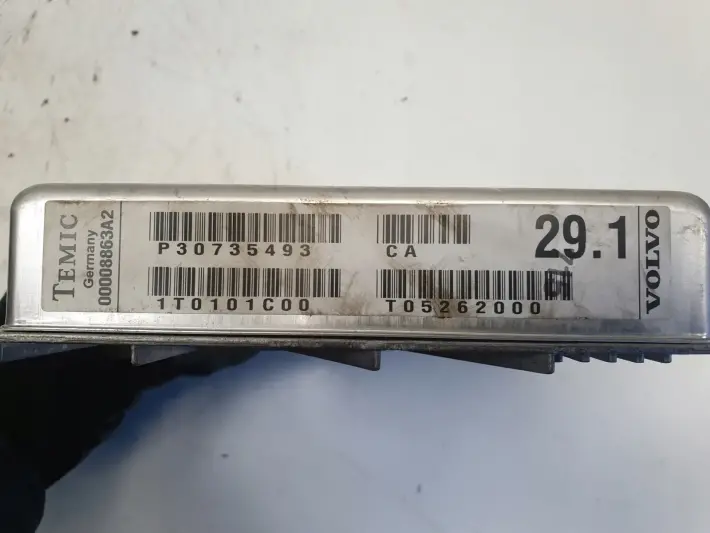 TEMIC
Germany
00008863A2
P30735493
CA
1T0101C00
T05262000
29.1
VOLVO